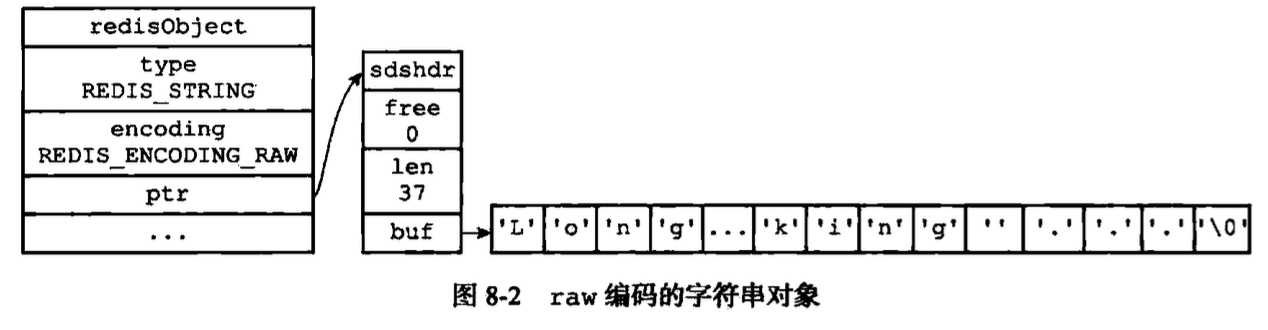 redisObject
type
REDIS_STRING
encoding
REDIS_ENCODING_RAW
ptr
...
sdshdr
free
0
len
37
buf
'L' 'o' 'n' 'g' ... 'k' 'i' 'n' 'g' '' '.' '.' '.' '\0'
图 8-2 raw 编码的字符串对象